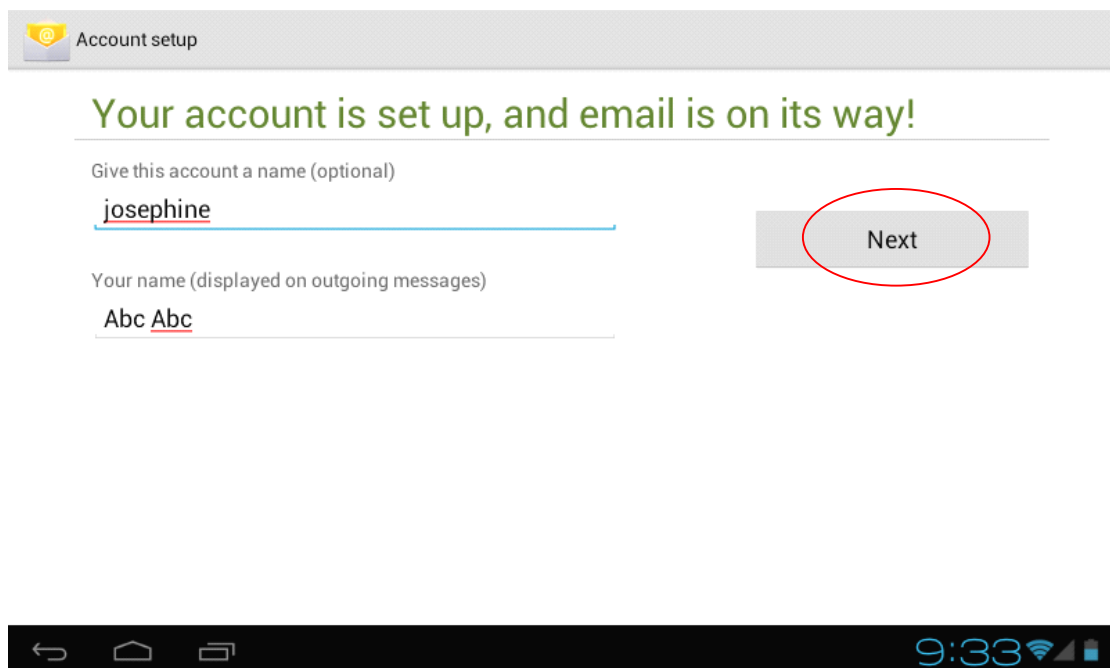 Account setup
Your account is set up, and email is on its way!
Give this account a name (optional)
josephine
Next
Your name (displayed on outgoing messages)
Abc Abc
9:33